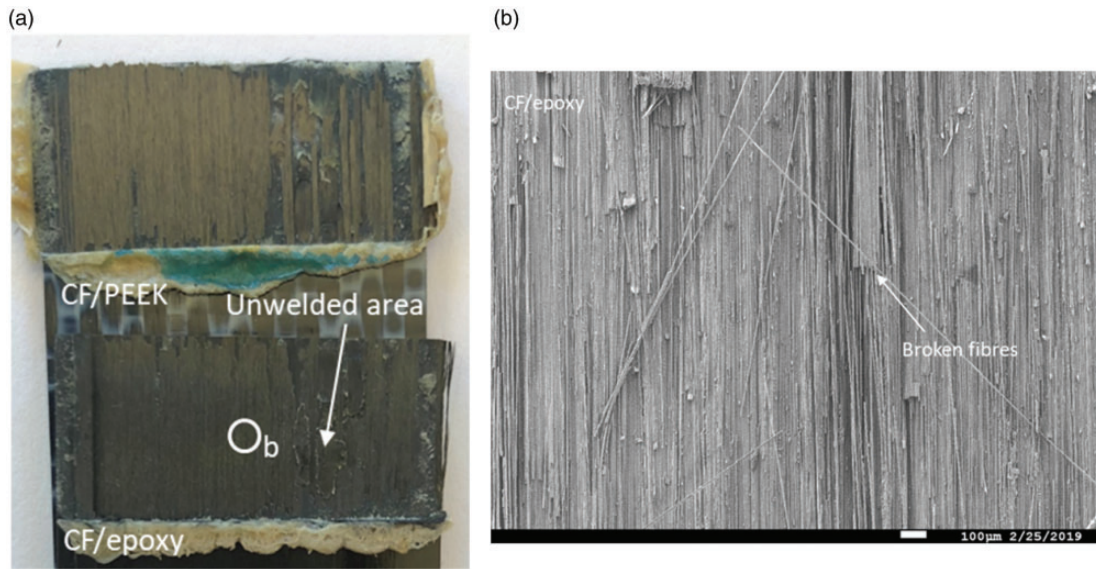 (a)
(b)
CF/PEEK
Unwelded area
b
CF/epoxy
CF/epoxy
Broken fibres
100µm 2/25/2019